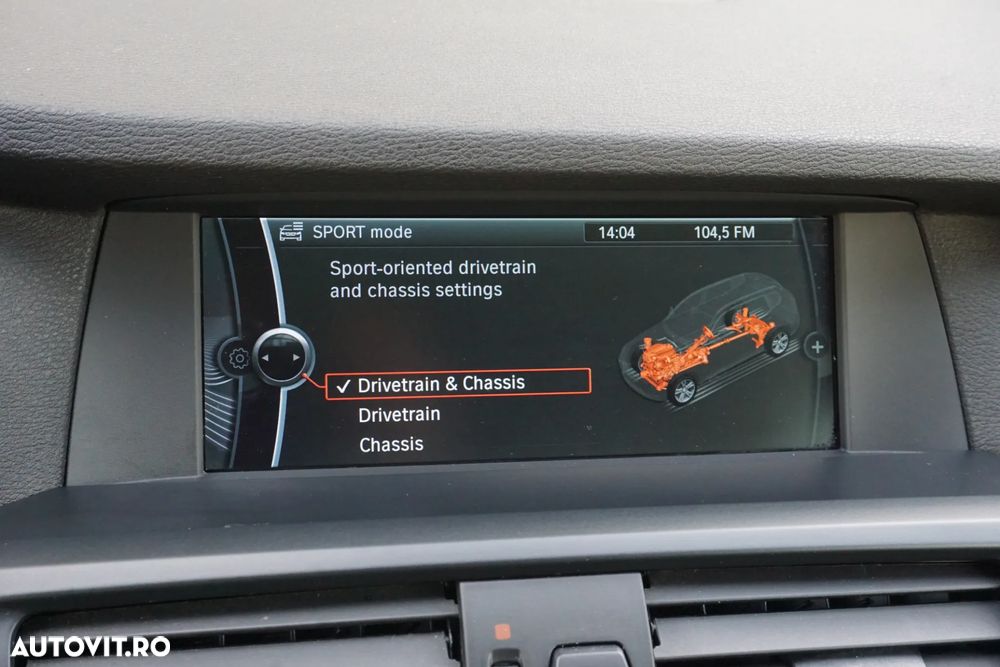 SPORT mode
14:04
104,5 FM
Sport-oriented drivetrain
and chassis settings
✓ Drivetrain & Chassis
Drivetrain
Chassis
AUTOVIT.RO